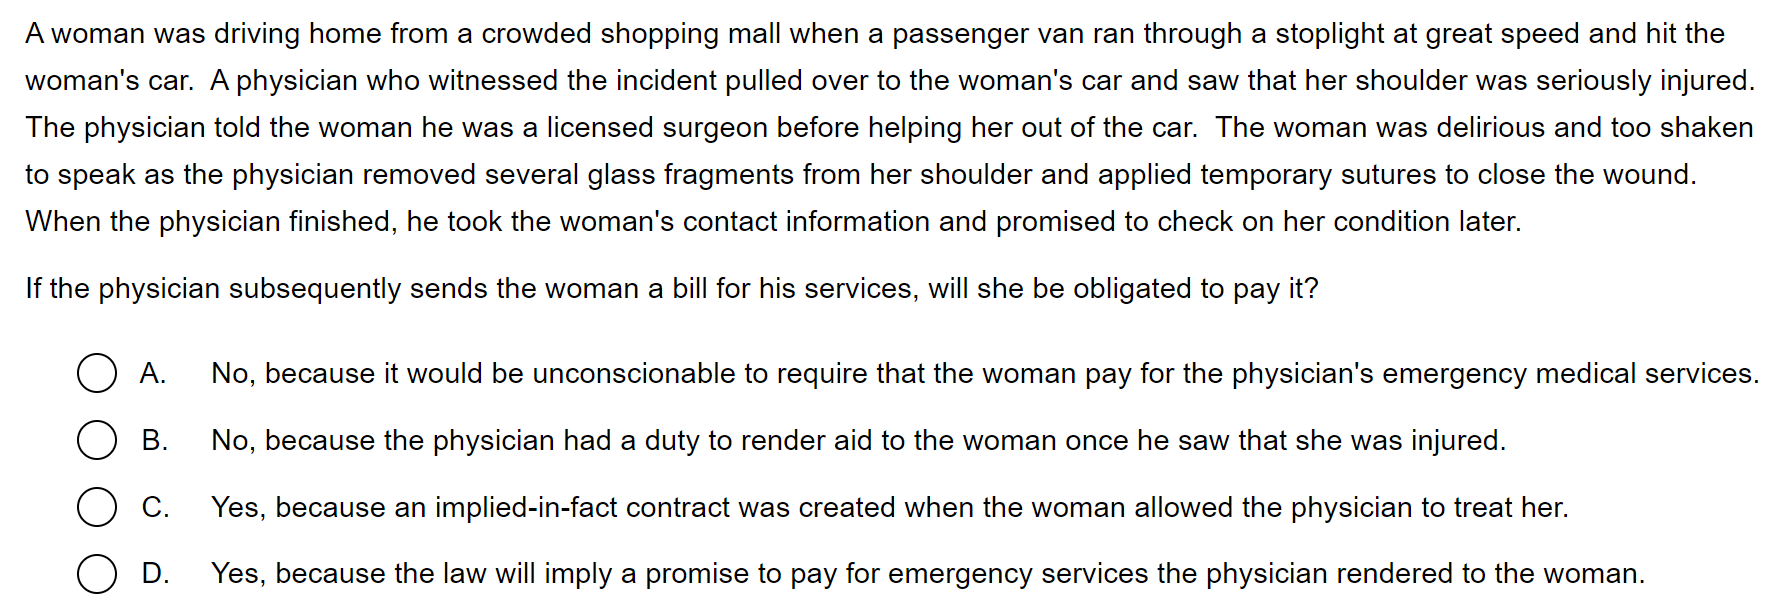 A woman was driving home from a crowded shopping mall when a passenger van ran through a stoplight at great speed and hit the
woman's car.  A physician who witnessed the incident pulled over to the woman's car and saw that her shoulder was seriously injured.
The physician told the woman he was a licensed surgeon before helping her out of the car.  The woman was delirious and too shaken
to speak as the physician removed several glass fragments from her shoulder and applied temporary sutures to close the wound.
When the physician finished, he took the woman's contact information and promised to check on her condition later.
If the physician subsequently sends the woman a bill for his services, will she be obligated to pay it?
A. No, because it would be unconscionable to require that the woman pay for the physician's emergency medical services.
B. No, because the physician had a duty to render aid to the woman once he saw that she was injured.
C. Yes, because an implied-in-fact contract was created when the woman allowed the physician to treat her.
D. Yes, because the law will imply a promise to pay for emergency services the physician rendered to the woman.